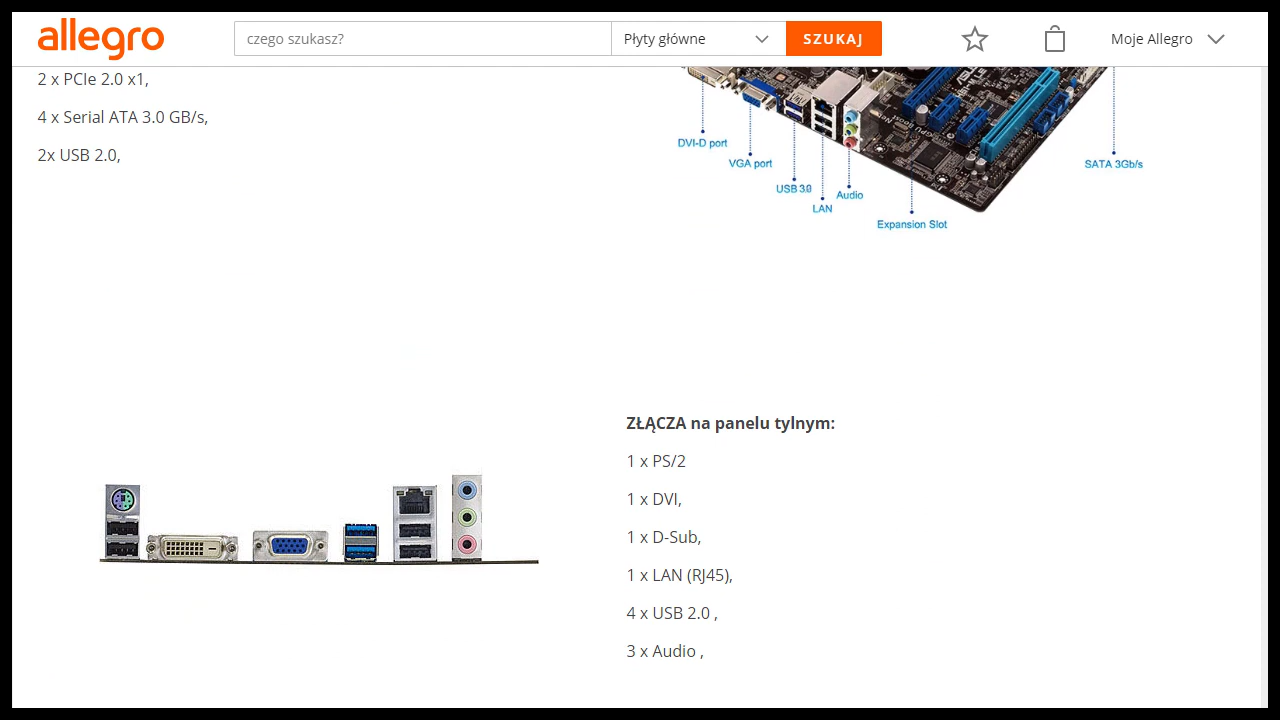 allegro
czego szukasz?
Płyty główne
SZUKAJ
Moje Allegro
2 x PCIe 2.0 x1,
4 x Serial ATA 3.0 GB/s,
2x USB 2.0,
DVI-D port
VGA port
USB 3.0
LAN
Audio
Expansion Slot
SATA 3Gb/s
ZŁĄCZA na panelu tylnym:
1 x PS/2
1 x DVI,
1 x D-Sub,
1 x LAN (RJ45),
4 x USB 2.0 ,
3 x Audio ,